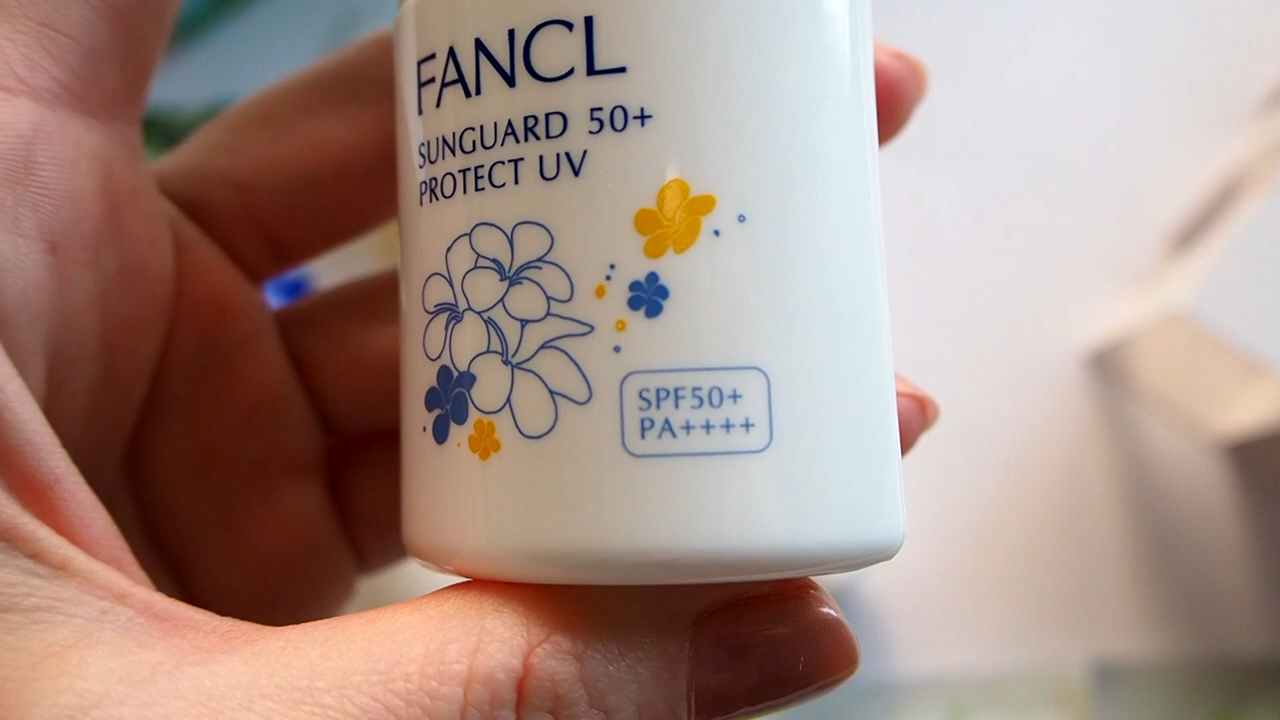 FANCL
SUNGUARD 50+
PROTECT UV
SPF50+
PA++++